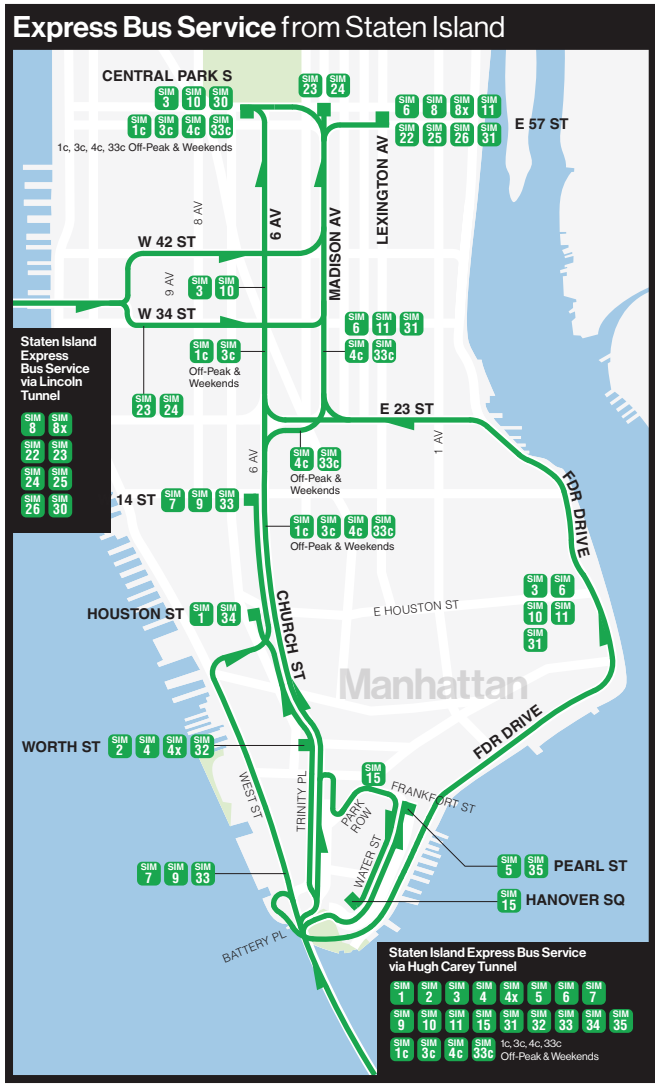 Express Bus Service from Staten Island
CENTRAL PARK S
SIM 3 SIM 10 SIM 30
SIM 1c SIM 3c SIM 4c SIM 33c
1c, 3c, 4c, 33c Off-Peak & Weekends
SIM 23 SIM 24
SIM 6 SIM 8 SIM 8x SIM 11
SIM 22 SIM 25 SIM 26 SIM 31
E 57 ST
LEXINGTON AV
8 AV
6 AV
MADISON AV
W 42 ST
9 AV
SIM 3 SIM 10
W 34 ST
SIM 6 SIM 11 SIM 31
SIM 4c SIM 33c
SIM 1c SIM 3c
Off-Peak &
Weekends
Staten Island
Express
Bus Service
via Lincoln
Tunnel
SIM 8 SIM 8x
SIM 22 SIM 23
SIM 24 SIM 25
SIM 26 SIM 30
SIM 23 SIM 24
E 23 ST
1 AV
6 AV
SIM 4c SIM 33c
Off-Peak &
Weekends
FDR DRIVE
14 ST
SIM 7 SIM 9 SIM 33
SIM 1c SIM 3c SIM 4c SIM 33c
Off-Peak & Weekends
SIM 3 SIM 6
SIM 10 SIM 11
SIM 31
HOUSTON ST
SIM 1 SIM 34
CHURCH ST
E HOUSTON ST
Manhattan
FDR DRIVE
WORTH ST
SIM 2 SIM 4 SIM 4x SIM 32
WEST ST
TRINITY PL
SIM 15
PARK
ROW
FRANKFORT ST
WATER ST
SIM 7 SIM 9 SIM 33
SIM 5 SIM 35
PEARL ST
SIM 15
HANOVER SQ
BATTERY PL
Staten Island Express Bus Service
via Hugh Carey Tunnel
SIM 1 SIM 2 SIM 3 SIM 4 SIM 4x SIM 5 SIM 6 SIM 7
SIM 9 SIM 10 SIM 11 SIM 15 SIM 31 SIM 32 SIM 33 SIM 34 SIM 35
SIM 1c SIM 3c SIM 4c SIM 33c
1c, 3c, 4c, 33c
Off-Peak & Weekends